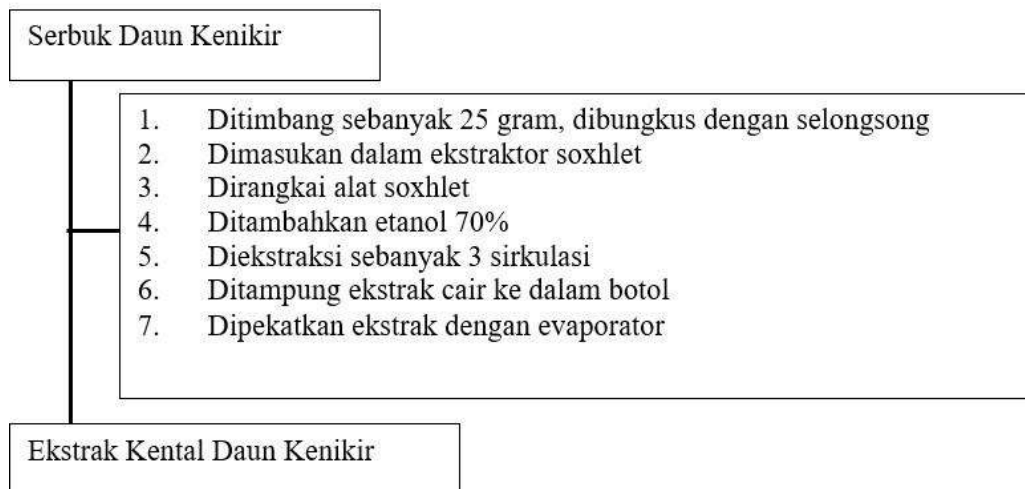 Serbuk Daun Kenikir
1. Ditimbang sebanyak 25 gram, dibungkus dengan selongsong
2. Dimasukan dalam ekstraktor soxhlet
3. Dirangkai alat soxhlet
4. Ditambahkan etanol 70%
5. Diekstraksi sebanyak 3 sirkulasi
6. Ditampung ekstrak cair ke dalam botol
7. Dipekatkan ekstrak dengan evaporator
Ekstrak Kental Daun Kenikir